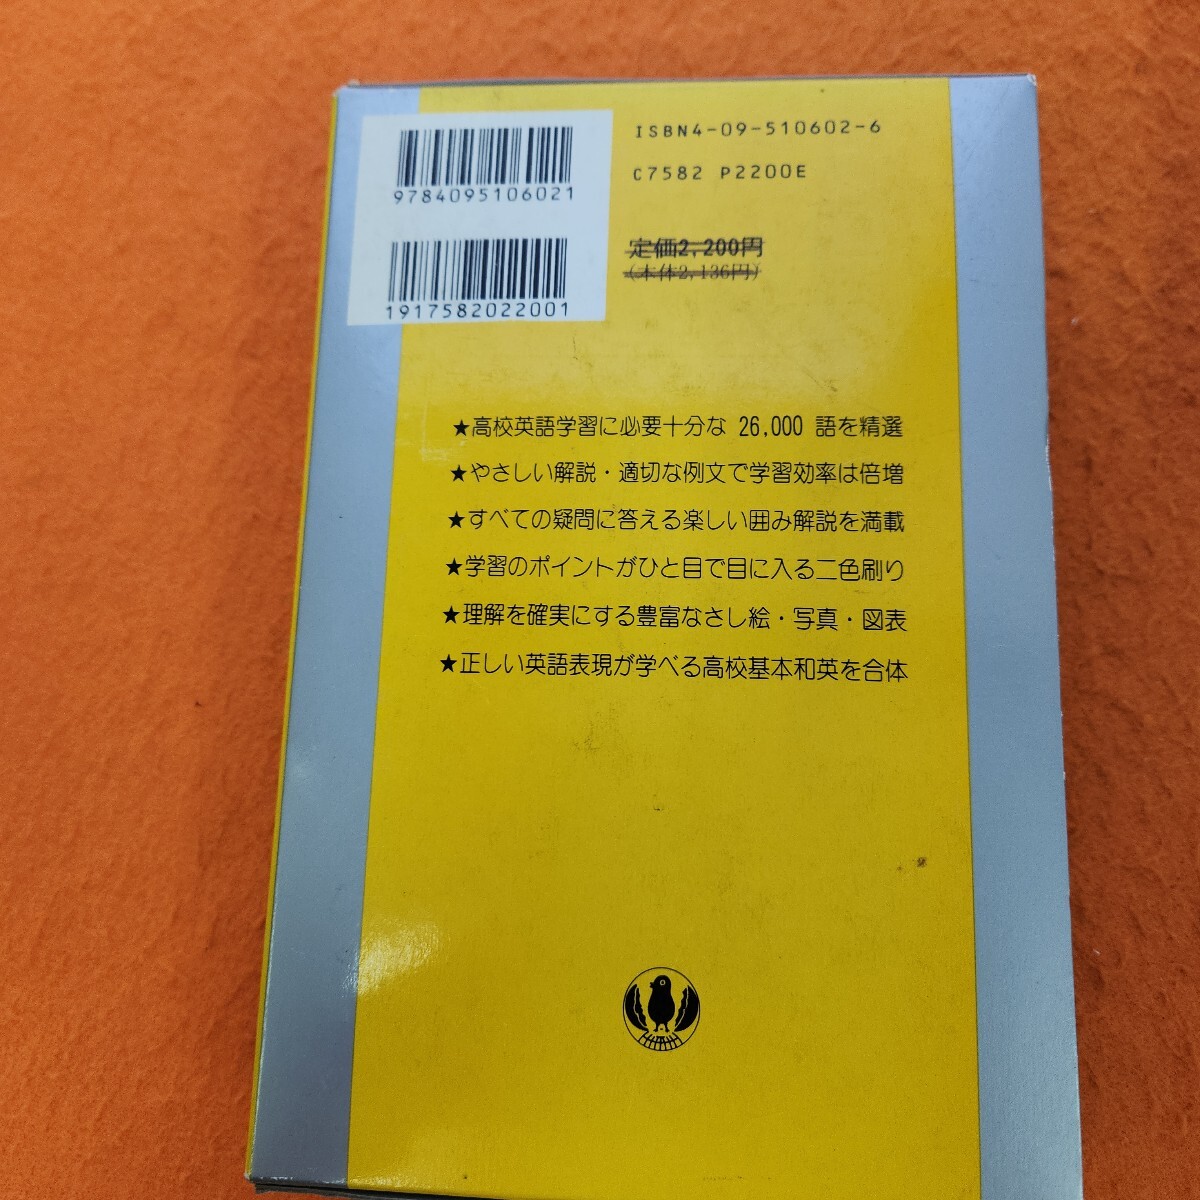 ISBN4-09-510602-6
9784095106021
C7582 P2200E
定価2,200円
(本体2,136円)
1917582022001
★高校英語学習に必要十分な 26,000 語を精選
★やさしい解説・適切な例文で学習効率は倍増
★すべての疑問に答える楽しい囲み解説を満載
★学習のポイントがひと目で目に入る二色刷り
★理解を確実にする豊富なさし絵・写真・図表
★正しい英語表現が学べる高校基本和英を合体